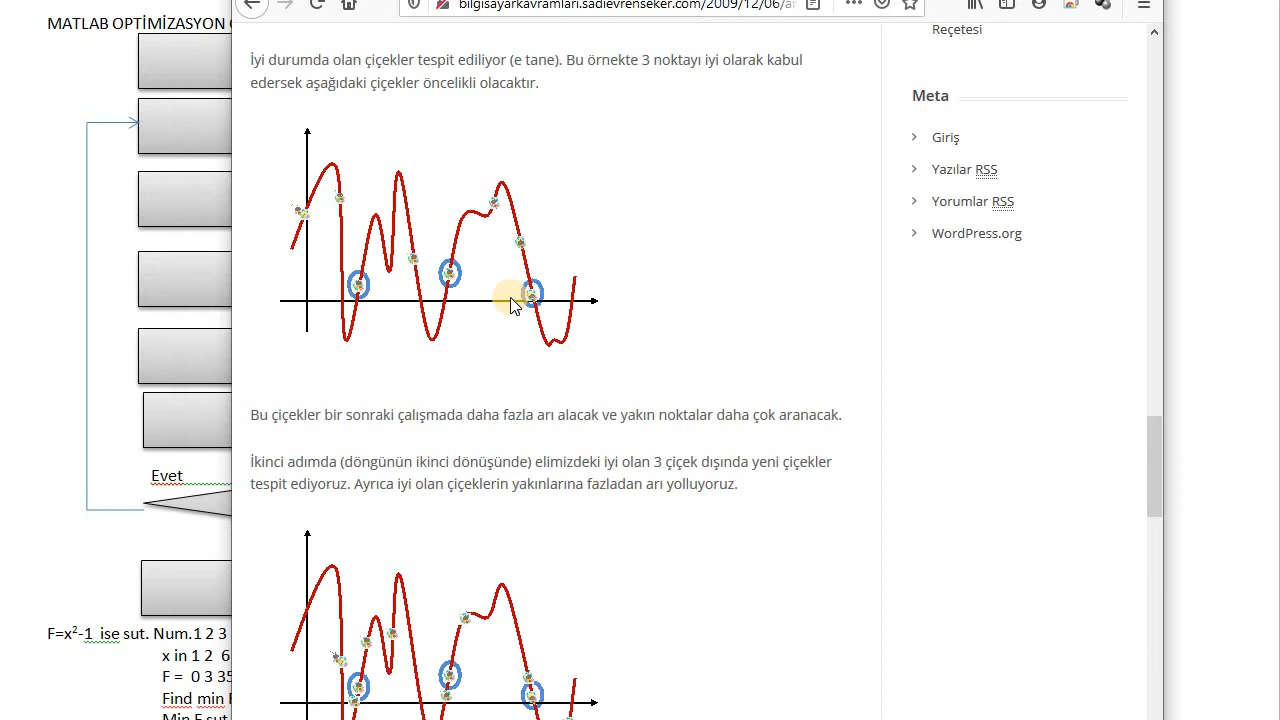 MATLAB OPTİMİZASYON
bilgisayarkavramlari.sadievrenseker.com/2009/12/06/
Reçetesi
İyi durumda olan çiçekler tespit ediliyor (e tane). Bu örnekte 3 noktayı iyi olarak kabul
edersek aşağıdaki çiçekler öncelikli olacaktır.
Meta
Giriş
Yazılar RSS
Yorumlar RSS
WordPress.org
Bu çiçekler bir sonraki çalışmada daha fazla arı alacak ve yakın noktalar daha çok aranacak.
İkinci adımda (döngünün ikinci dönüşünde) elimizdeki iyi olan 3 çiçek dışında yeni çiçekler
tespit ediyoruz. Ayrıca iyi olan çiçeklerin yakınlarına fazladan arı yolluyoruz.
Evet
F=x²-1 ise sut. Num.1 2 3
x in 1 2 6
F = 0 3 35
Find min
Min F sut